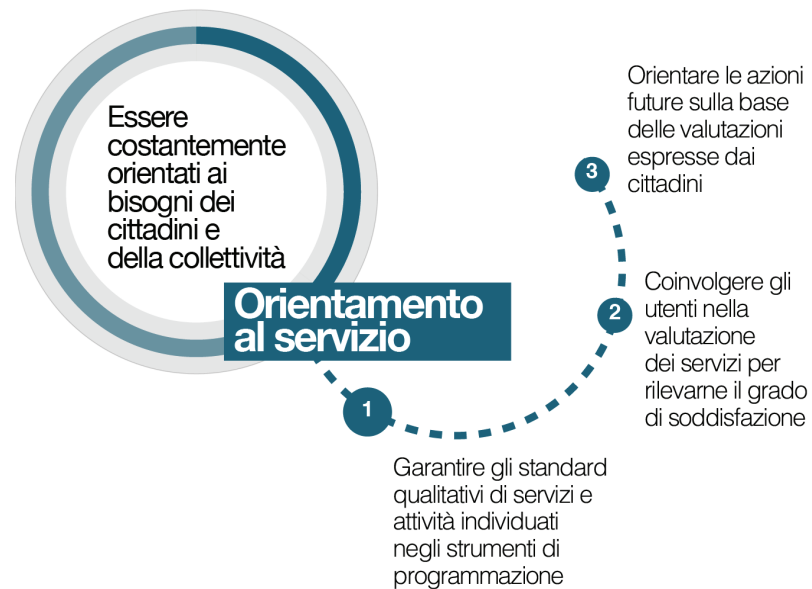 Essere
costantemente
orientati ai
bisogni dei
cittadini e
della collettività
Orientamento
al servizio
1
Garantire gli standard
qualitativi di servizi e
attività individuati
negli strumenti di
programmazione
2
Coinvolgere gli
utenti nella
valutazione
dei servizi per
rilevarne il grado
di soddisfazione
3
Orientare le azioni
future sulla base
delle valutazioni
espresse dai
cittadini